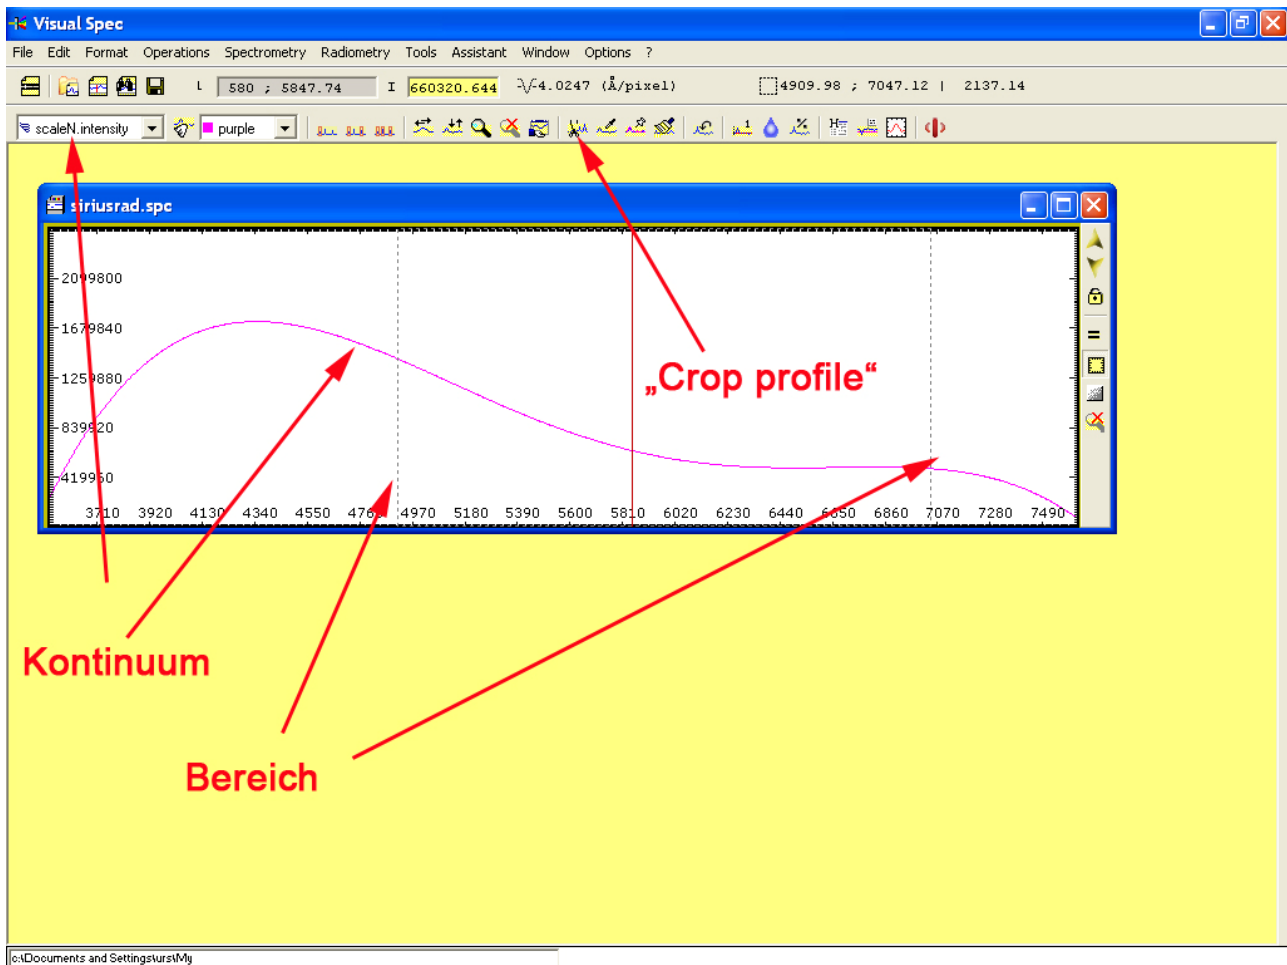 Visual Spec
File Edit Format Operations Spectrometry Radiometry Tools Assistant Window Options ?
L 580 ; 5847.74 I 660320.644 4.0247 (Å/pixel) 4909.98 ; 7047.12 | 2137.14
scaleN.intensity purple
siriusrad.spc
2099800
1679840
1259880
839920
419960
3710 3920 4130 4340 4550 4760 4970 5180 5390 5600 5810 6020 6230 6440 6650 6860 7070 7280 7490
„Crop profile“
Kontinuum
Bereich
c:\Documents and Settings\urs\My